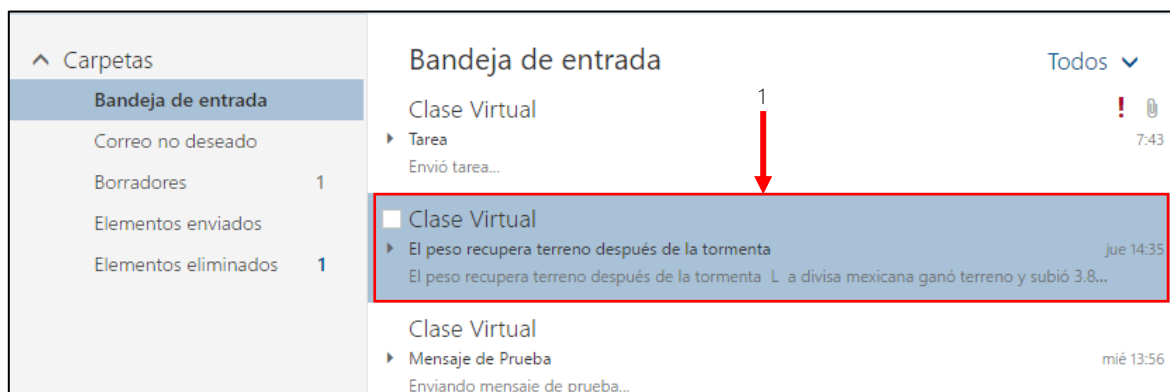 Carpetas
Bandeja de entrada
Correo no deseado
Borradores 1
Elementos enviados
Elementos eliminados 1
Bandeja de entrada
Todos
1
Clase Virtual
Tarea 7:43
Envió tarea...
Clase Virtual
El peso recupera terreno después de la tormenta jue 14:35
El peso recupera terreno después de la tormenta L a divisa mexicana ganó terreno y subió 3.8...
Clase Virtual
Mensaje de Prueba mié 13:56
Enviando mensaje de prueba...